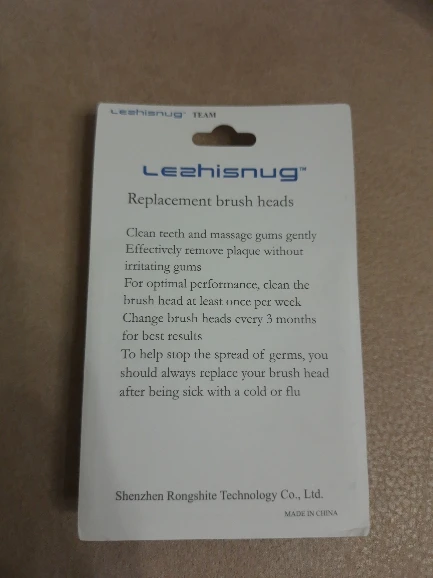 Lezhisnug TEAM
Lezhisnug™
Replacement brush heads
Clean teeth and massage gums gently
Effectively remove plaque without
irritating gums
For optimal performance, clean the
brush head at least once per week
Change brush heads every 3 months
for best results
To help stop the spread of germs, you
should always replace your brush head
after being sick with a cold or flu
Shenzhen Rongshite Technology Co., Ltd.
MADE IN CHINA